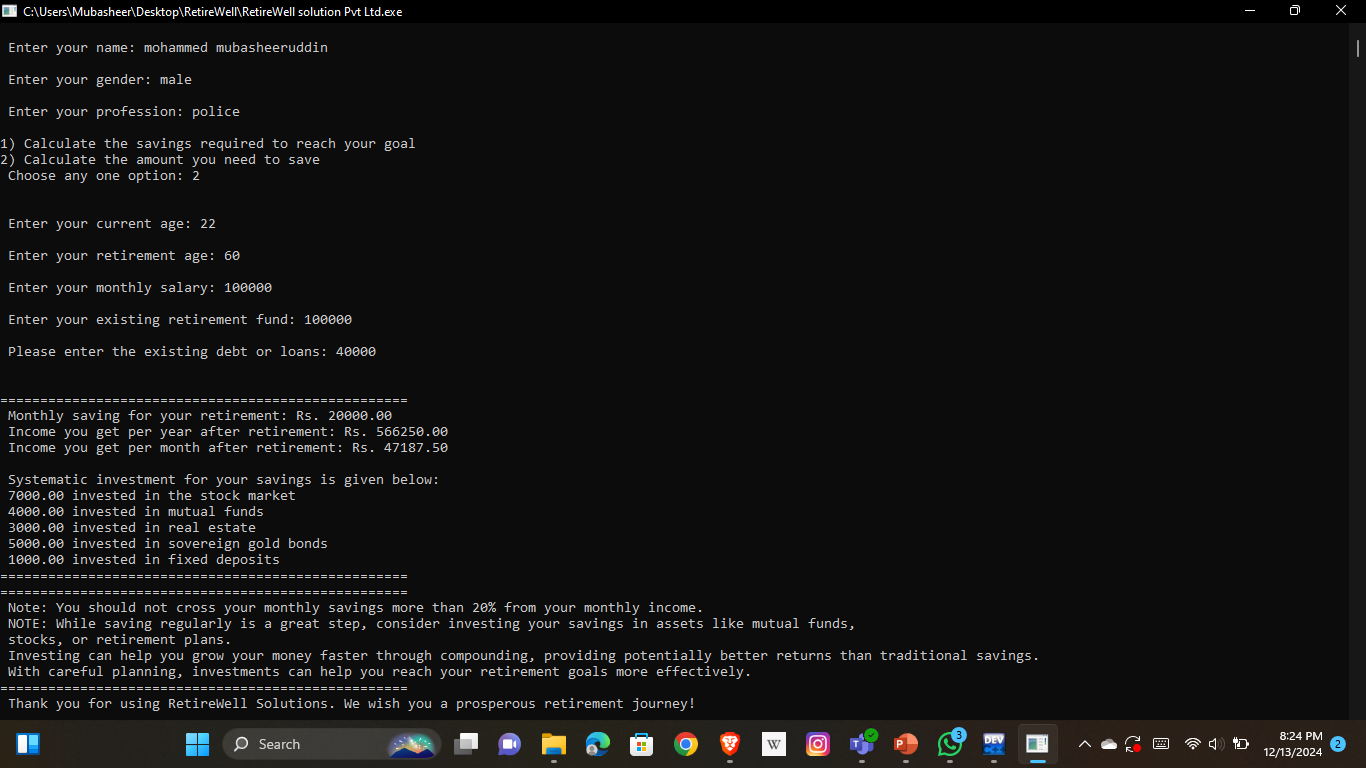 C:\Users\Mubasheer\Desktop\RetireWell\RetireWell solution Pvt Ltd.exe
Enter your name: mohammed mubasheeruddin
Enter your gender: male
Enter your profession: police
1) Calculate the savings required to reach your goal
2) Calculate the amount you need to save
Choose any one option: 2
Enter your current age: 22
Enter your retirement age: 60
Enter your monthly salary: 100000
Enter your existing retirement fund: 100000
Please enter the existing debt or loans: 40000
===================================================
Monthly saving for your retirement: Rs. 20000.00
Income you get per year after retirement: Rs. 566250.00
Income you get per month after retirement: Rs. 47187.50
Systematic investment for your savings is given below:
7000.00 invested in the stock market
4000.00 invested in mutual funds
3000.00 invested in real estate
5000.00 invested in sovereign gold bonds
1000.00 invested in fixed deposits
===================================================
===================================================
Note: You should not cross your monthly savings more than 20% from your monthly income.
NOTE: While saving regularly is a great step, consider investing your savings in assets like mutual funds,
stocks, or retirement plans.
Investing can help you grow your money faster through compounding, providing potentially better returns than traditional savings.
With careful planning, investments can help you reach your retirement goals more effectively.
===================================================
Thank you for using RetireWell Solutions. We wish you a prosperous retirement journey!
Search
W
T
P
3
DEV
8:24 PM
12/13/2024
2